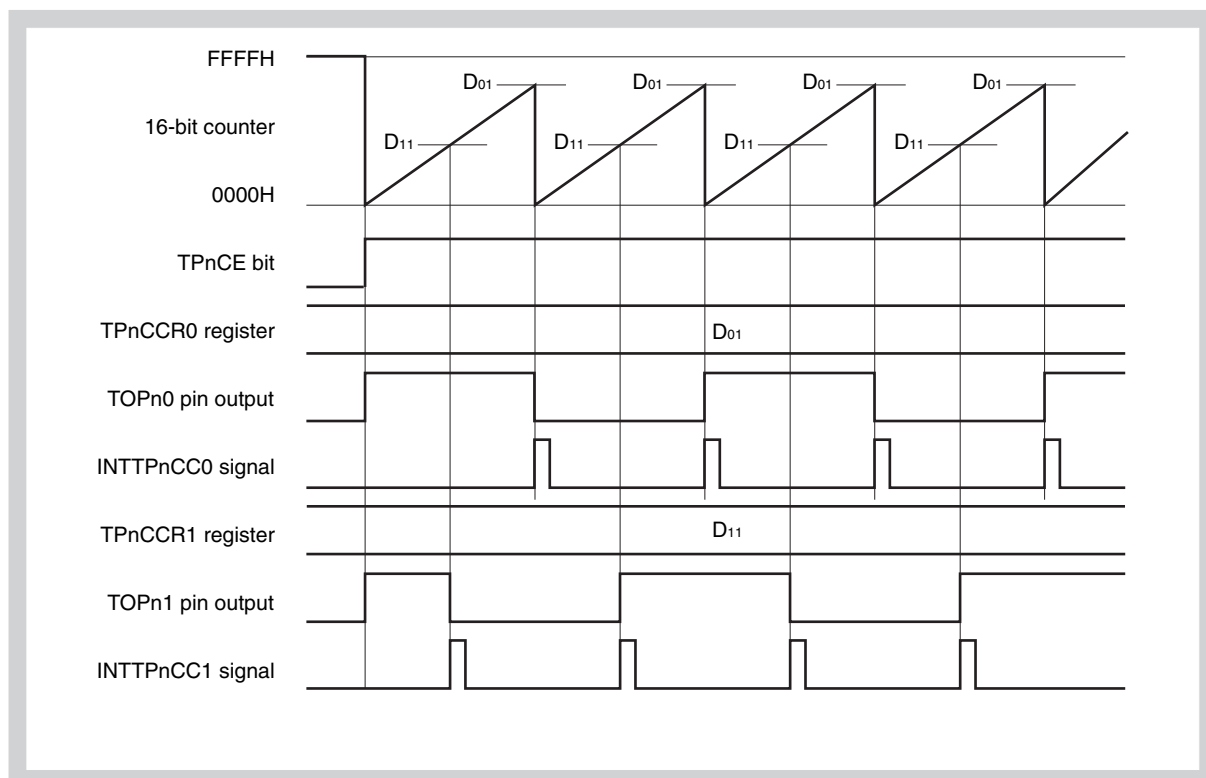 FFFFH
D01 D01 D01 D01
16-bit counter
D11 D11 D11 D11
0000H
TPnCE bit
TPnCCR0 register D01
TOPn0 pin output
INTTPnCC0 signal
TPnCCR1 register D11
TOPn1 pin output
INTTPnCC1 signal